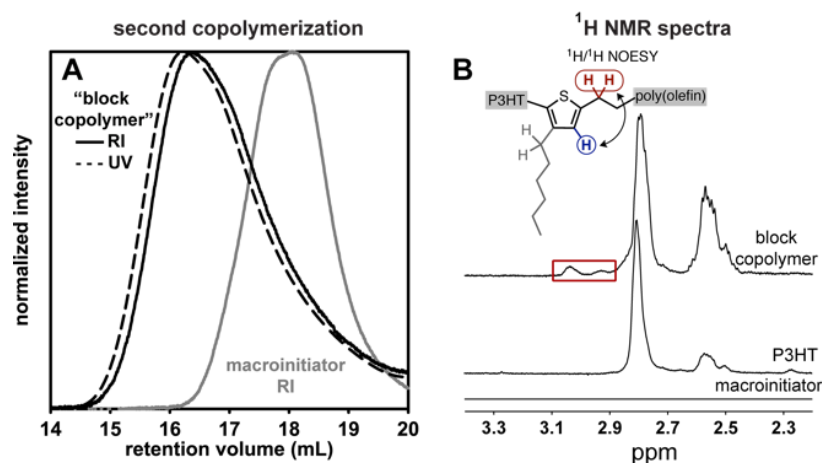 second copolymerization
A
"block
copolymer"
RI
UV
macroinitiator
RI
normalized intensity
14 15 16 17 18 19 20
retention volume (mL)
¹H NMR spectra
B
¹H/¹H NOESY
H H
P3HT
S
poly(olefin)
H
H
H
block
copolymer
P3HT
macroinitiator
3.3 3.1 2.9 2.7 2.5 2.3
ppm